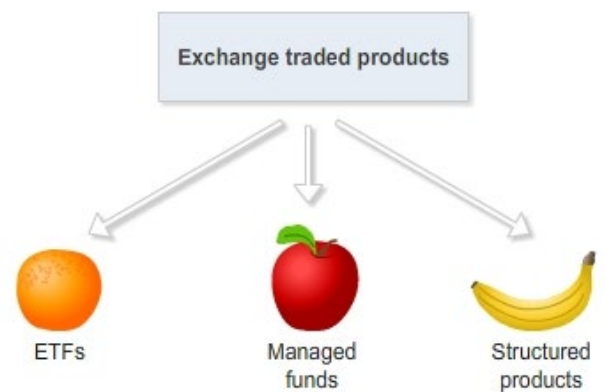 Exchange traded products
ETFs
Managed
funds
Structured
products